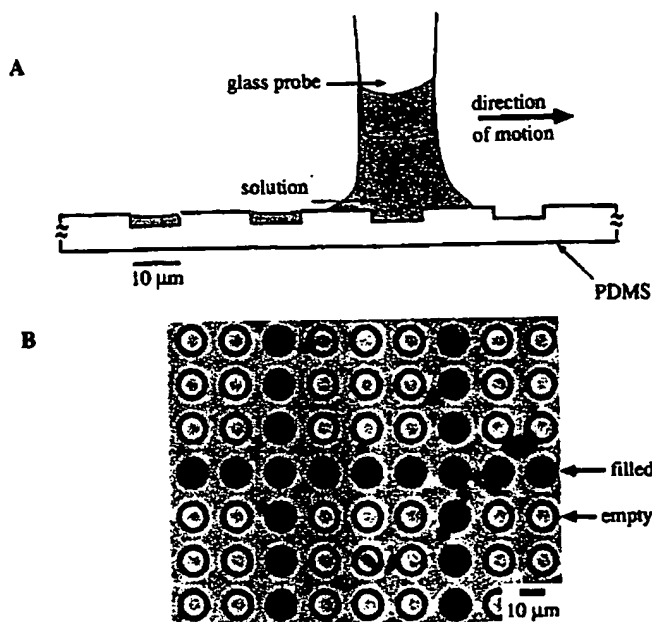 A
glass probe
direction
of motion
solution
10 μm
PDMS
B
filled
empty
10 μm